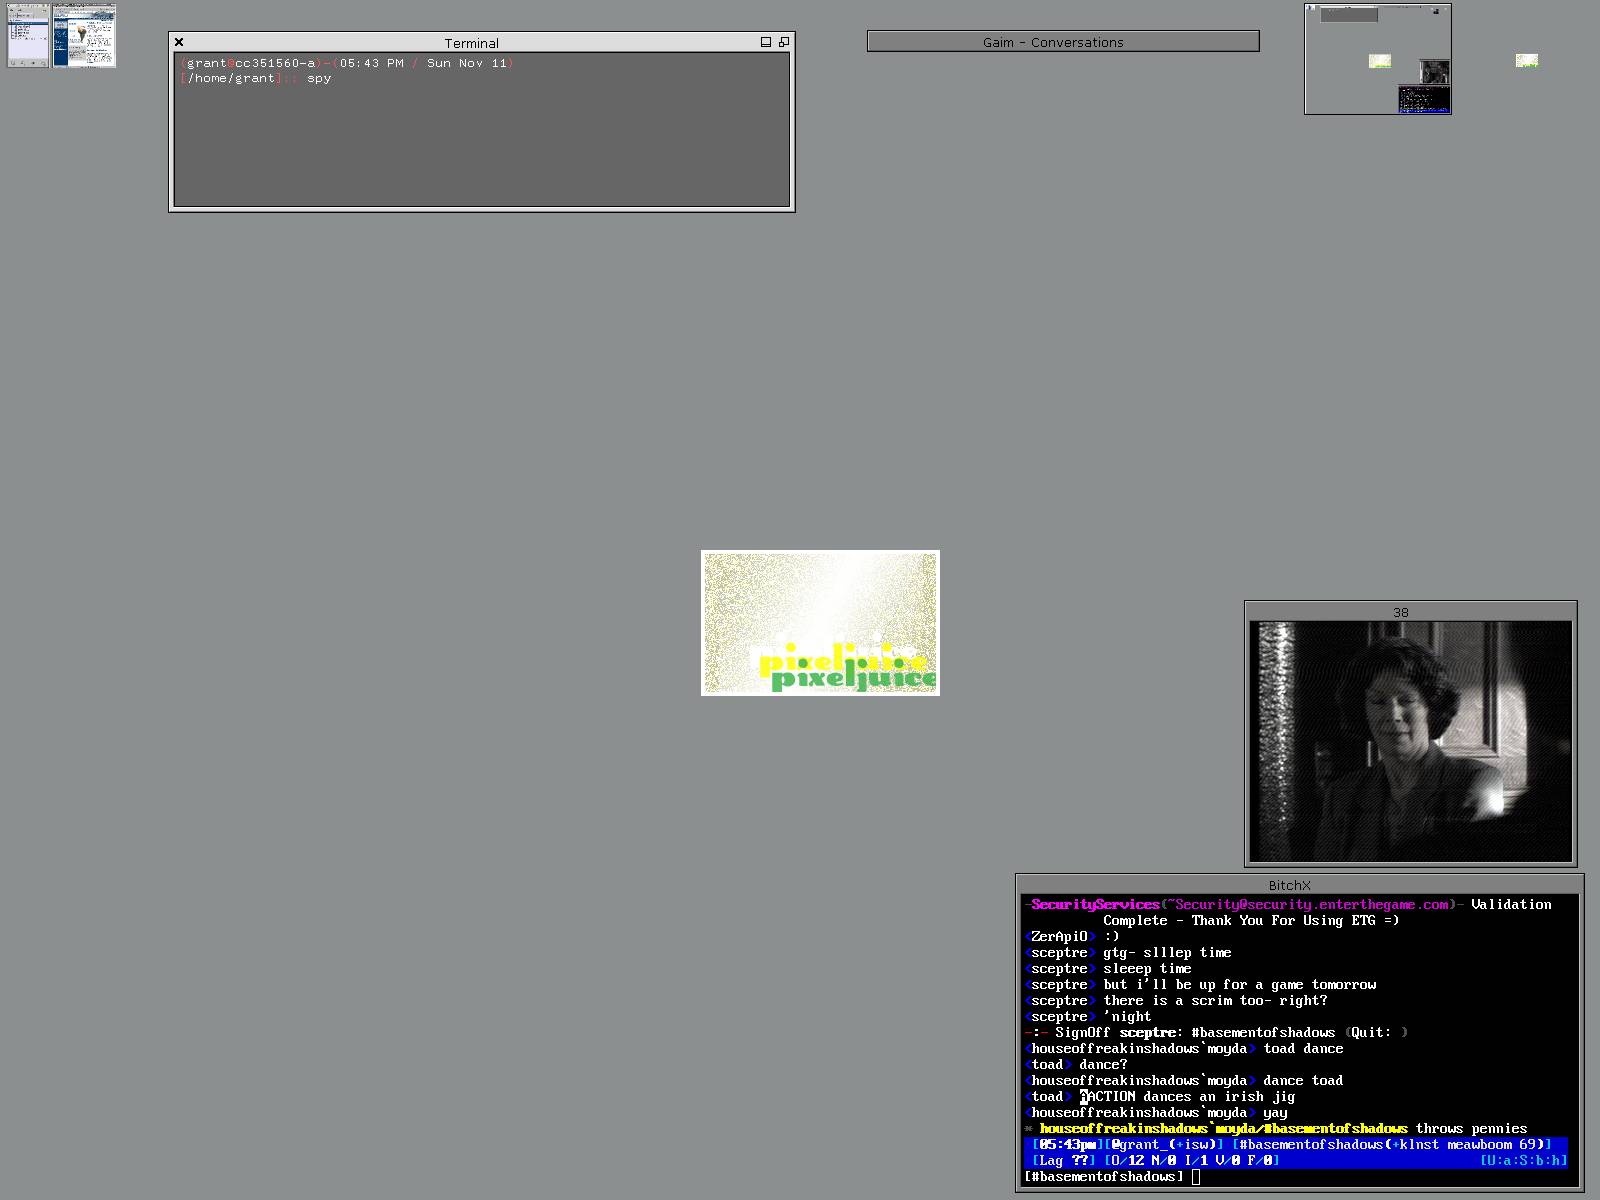 Terminal
(grant@cc351560-a)-(05:43 PM / Sun Nov 11)
[/home/grant]:: spy
Gaim - Conversations
pixeljuice
pixeljuice
38
BitchX
-SecurityServices(~Security@security.enterthegame.com)- Validation
Complete - Thank You For Using ETG =)
<ZerApiO> :)
<sceptre> gtg- slllep time
<sceptre> sleeep time
<sceptre> but i'll be up for a game tomorrow
<sceptre> there is a scrim too- right?
<sceptre> 'night
-:- SignOff sceptre: #basementofshadows (Quit: )
<houseoffreakinshadows`moyda> toad dance
<toad> dance?
<houseoffreakinshadows`moyda> dance toad
<toad> AACTION dances an irish jig
<houseoffreakinshadows`moyda> yay
* houseoffreakinshadows`moyda/#basementofshadows throws pennies
[05:43pm][@grant_(+isw)] [#basementofshadows(+klnst meawboom 69)]
[Lag ??] [O/12 N/0 I/1 V/0 F/0] [U:a:S:b:h]
[#basementofshadows]